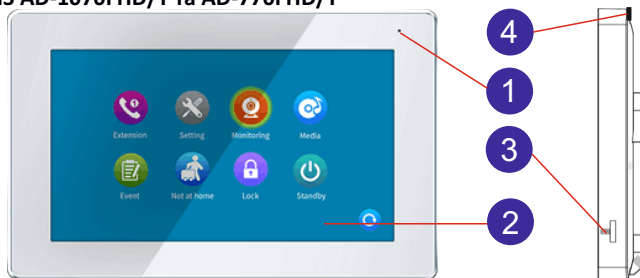 AD-1070FHD/T та AD-770FHD/T
4
1
Extension Setting Monitoring Media
3
Event Not at home Lock Standby
2